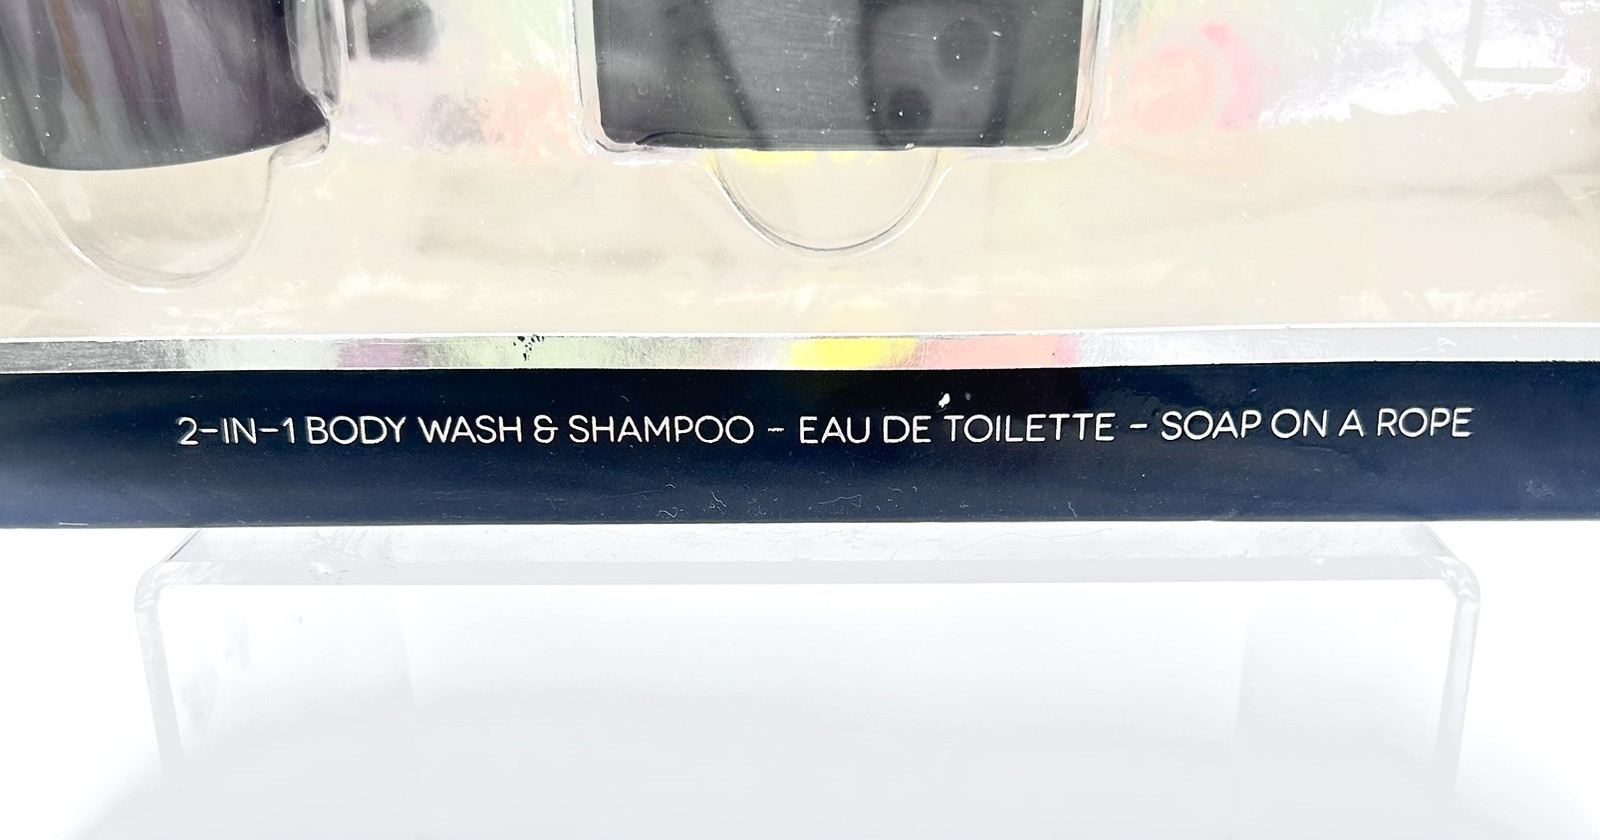 2-IN-1 BODY WASH & SHAMPOO - EAU DE TOILETTE - SOAP ON A ROPE